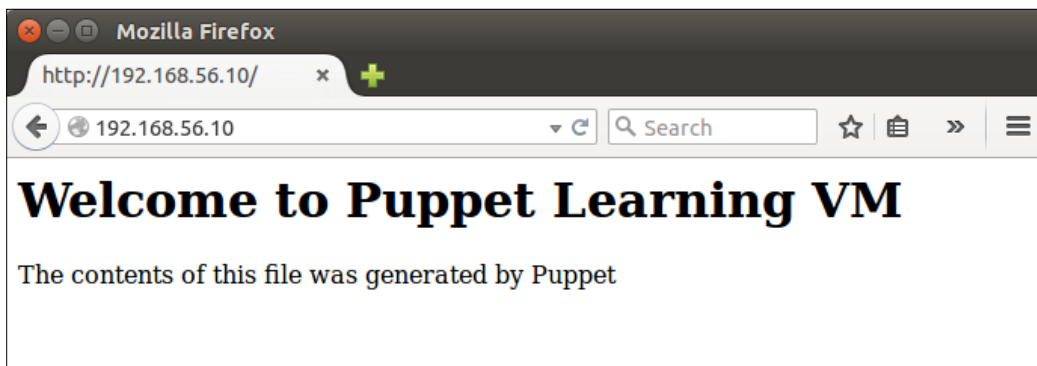 Mozilla Firefox
http://192.168.56.10/
192.168.56.10
Search
Welcome to Puppet Learning VM
The contents of this file was generated by Puppet